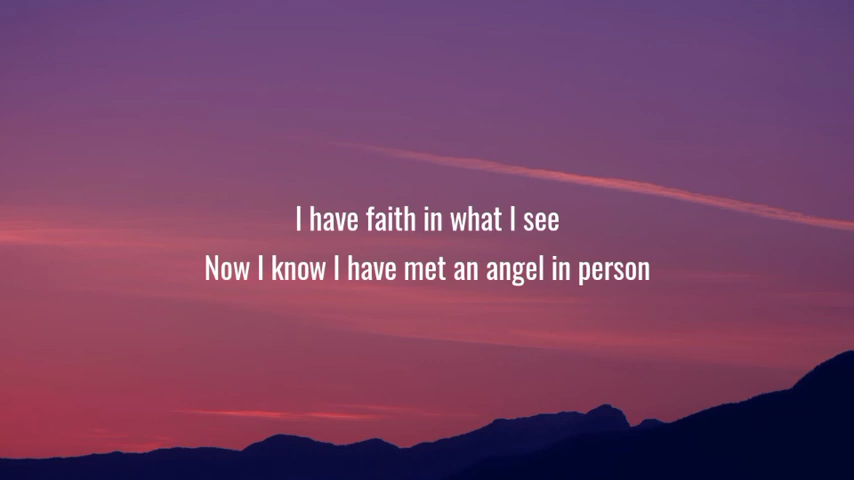 I have faith in what I see
Now I know I have met an angel in person